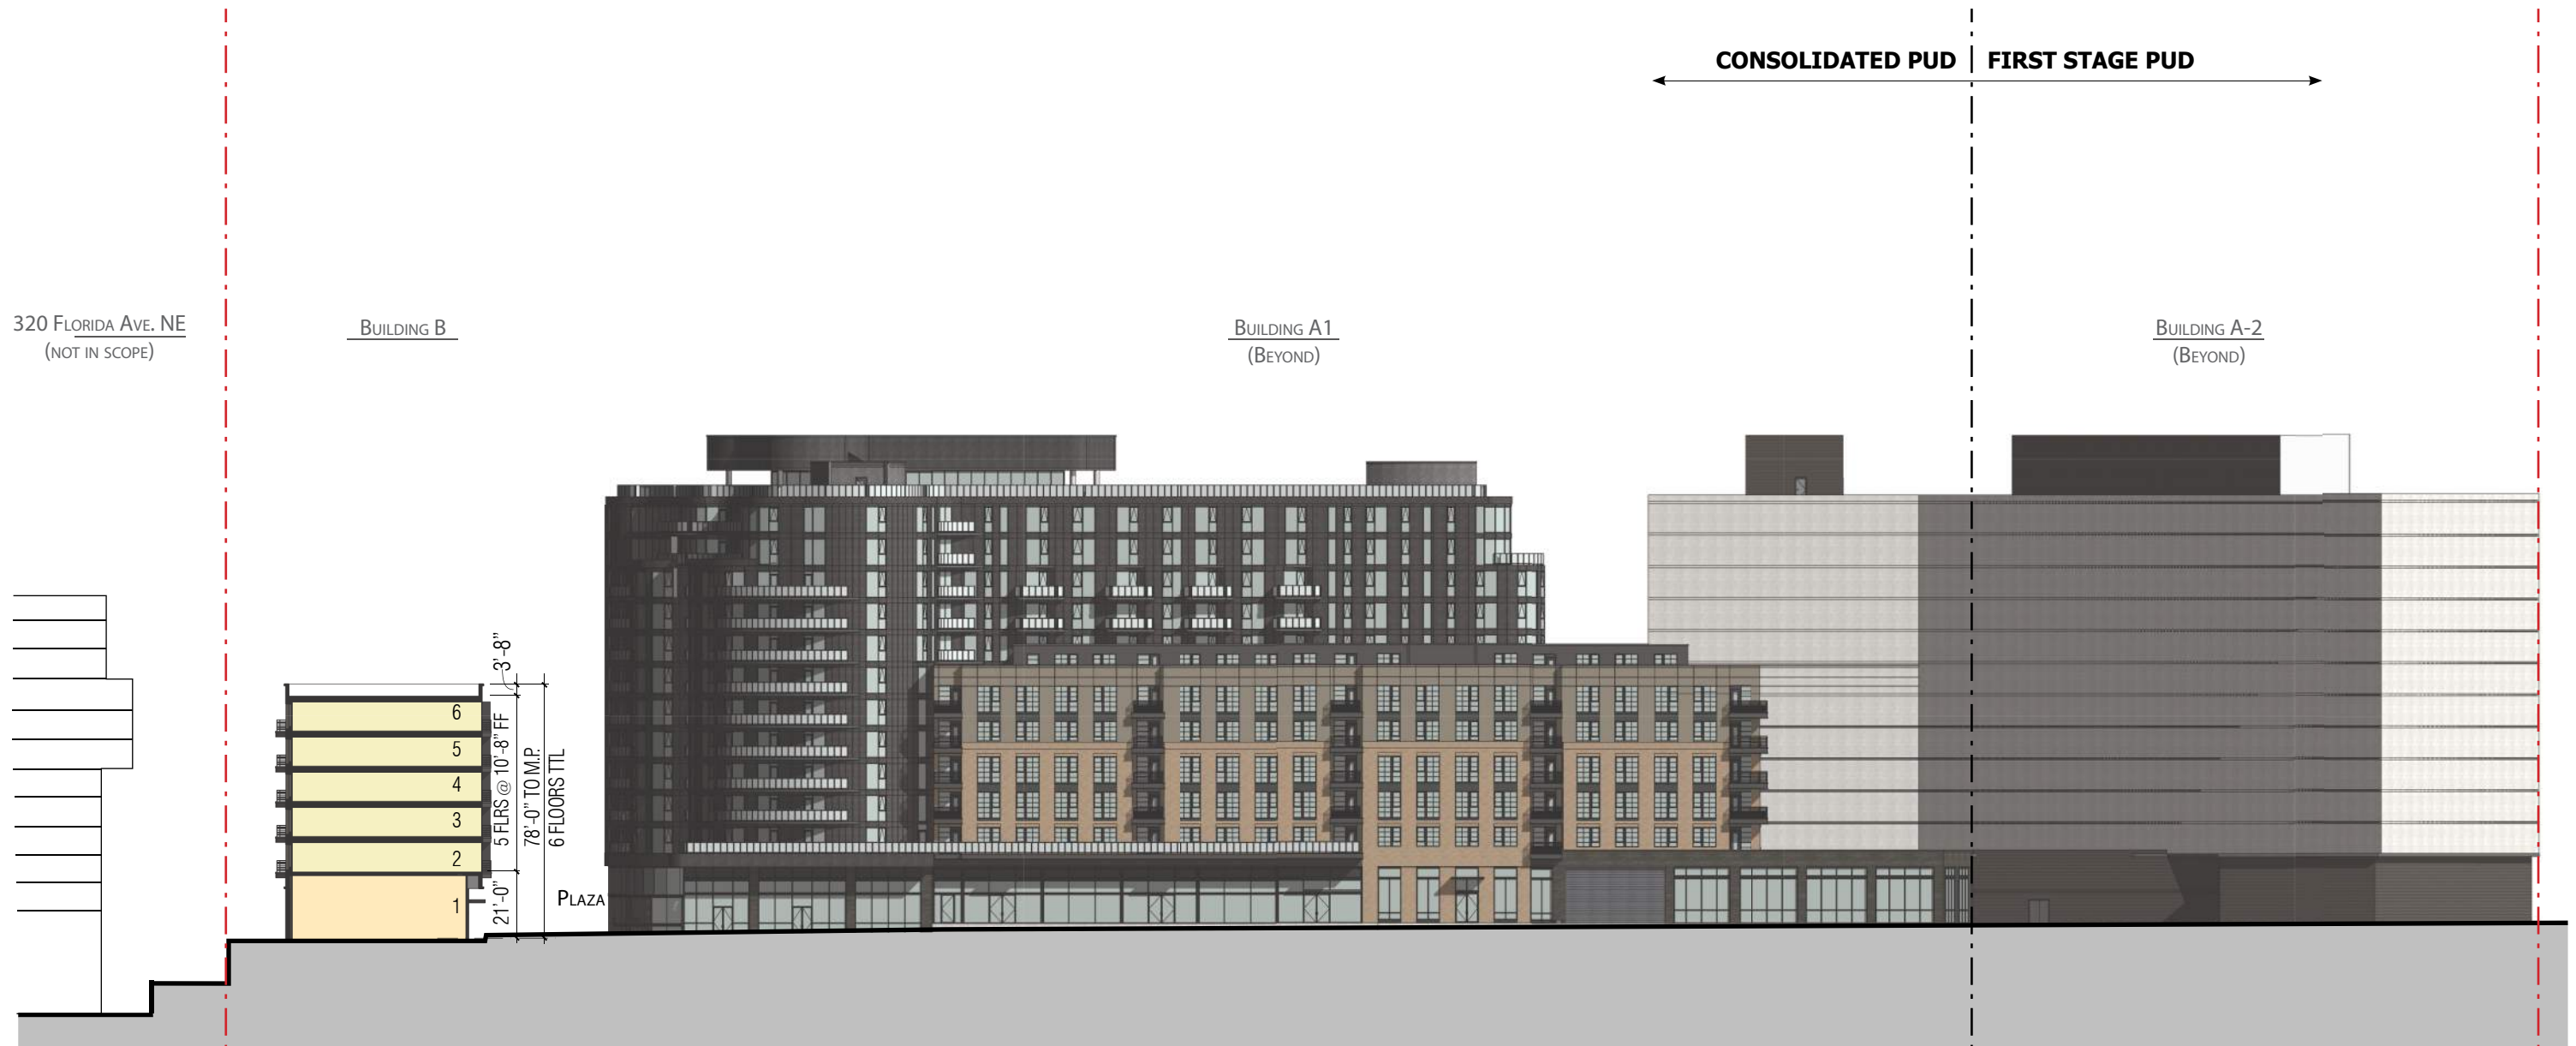 CONSOLIDATED PUD FIRST STAGE PUD
320 Florida Ave. NE
(not in scope)
Building B
Building A1
(Beyond)
Building A-2
(Beyond)
6
5
4
3
2
1
3'-8"
5 FLRS @ 10'-8" FF
21'-0"
78'-0" TO M.P.
6 FLOORS TTL
Plaza